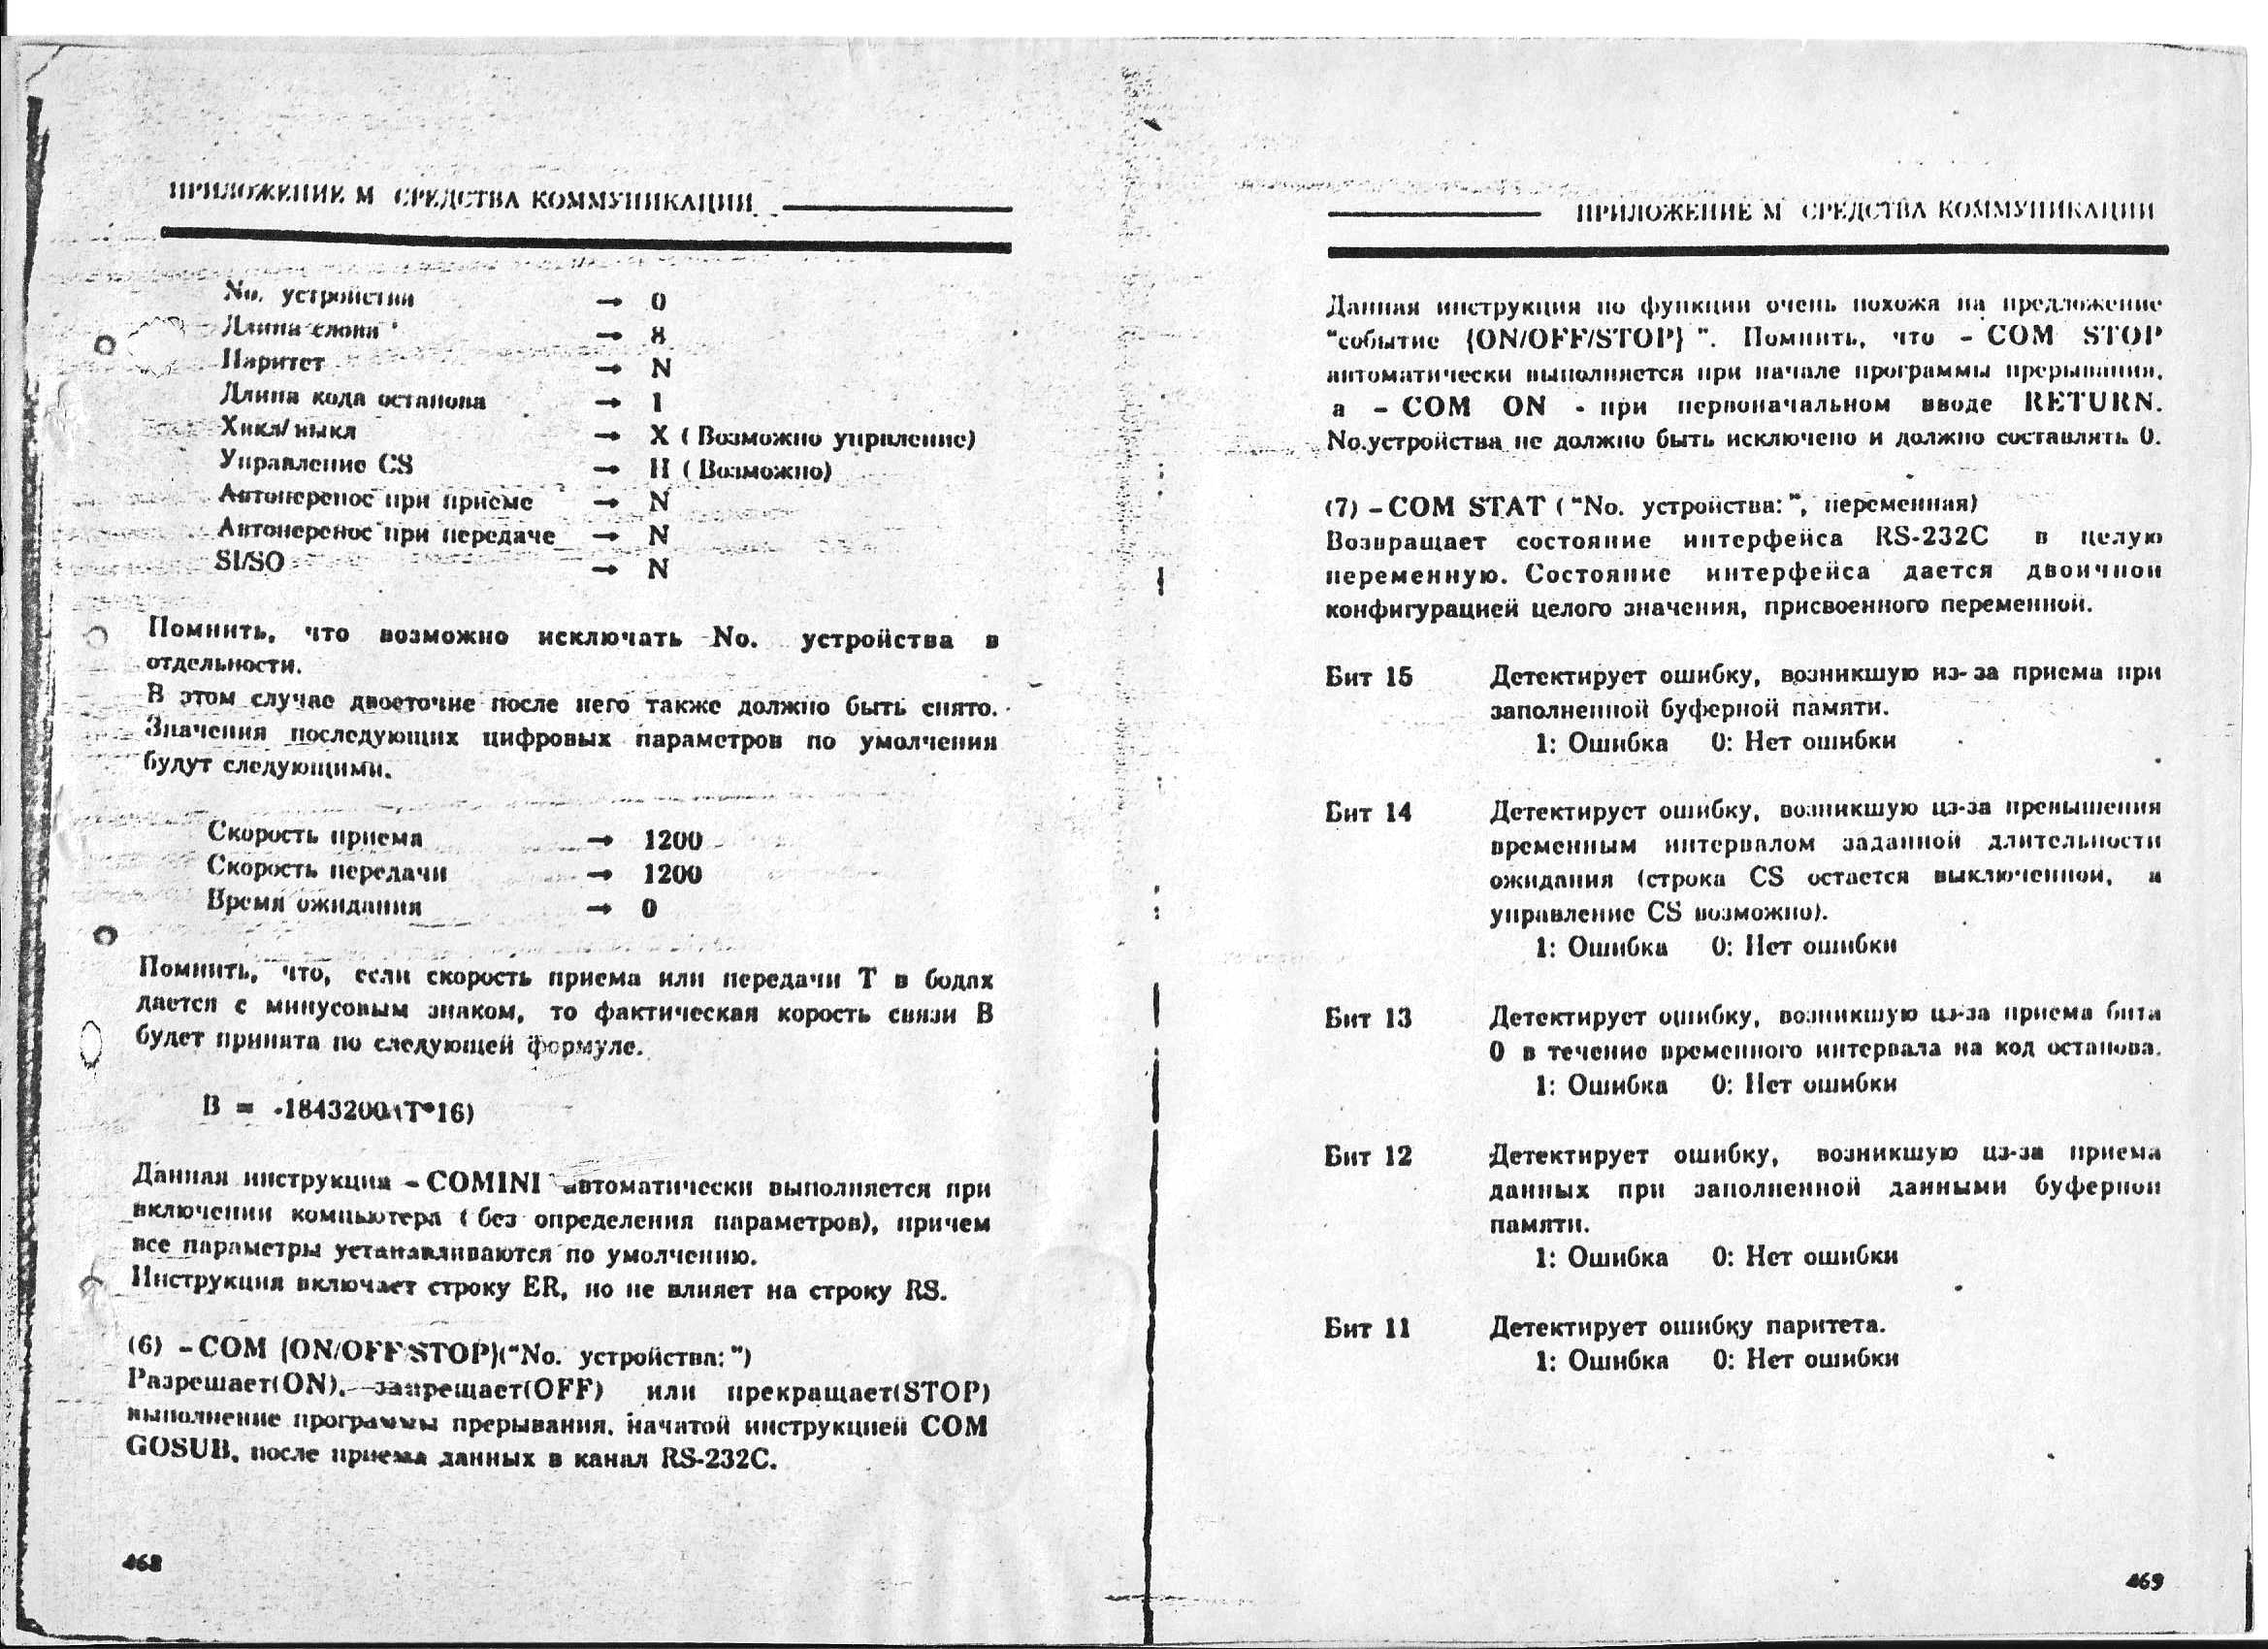 ПРИЛОЖЕНИЕ М СРЕДСТВА КОММУНИКАЦИИ
No. устройства → 0
Длина слова → 8
Паритет → N
Длина кода останова → 1
Xвкл/выкл → X ( Возможно управление)
Управление CS → H ( Возможно)
Автоперенос при приеме → N
Автоперенос при передаче → N
SI/SO → N
Помнить, что возможно исключать No. устройства в
отдельности.
В этом случае двоеточие после него также должно быть снято.
Значения последующих цифровых параметров по умолчения
будут следующими.
Скорость приема → 1200
Скорость передачи → 1200
Время ожидания → 0
Помнить, что, если скорость приема или передачи T в бодах
дается с минусовым знаком, то фактическая корость связи B
будет принята по следующей формуле.
B = -1843200/(T*16)
Данная инструкция - COMINI автоматически выполняется при
включении компьютера ( без определения параметров), причем
все параметры устанавливаются по умолчению.
Инструкция включает строку ER, но не влияет на строку RS.
(6) - COM {ON/OFF/STOP}(“No. устройства: ”)
Разрешает(ON), запрещает(OFF) или прекращает(STOP)
выполнение программы прерывания, начатой инструкцией COM
GOSUB, после приема данных в канал RS-232C.
468
ПРИЛОЖЕНИЕ М СРЕДСТВА КОММУНИКАЦИИ
Данная инструкция по функции очень похожа на предложение
“событие {ON/OFF/STOP} ”. Помнить, что - COM STOP
автоматически выполняется при начале программы прерывания,
а - COM ON - при первоначальном вводе RETURN.
No.устройства не должно быть исключено и должно составлять 0.
(7) - COM STAT ( “No. устройства: ”, переменная)
Возвращает состояние интерфейса RS-232C в целую
переменную. Состояние интерфейса дается двоичной
конфигурацией целого значения, присвоенного переменной.
Бит 15 Детектирует ошибку, возникшую из-за приема при
заполненной буферной памяти.
1: Ошибка 0: Нет ошибки
Бит 14 Детектирует ошибку, возникшую из-за превышения
временным интервалом заданной длительности
ожидания (строка CS остается выключенной, и
управление CS возможно).
1: Ошибка 0: Нет ошибки
Бит 13 Детектирует ошибку, возникшую из-за приема бита
0 в течение временного интервала на код останова.
1: Ошибка 0: Нет ошибки
Бит 12 Детектирует ошибку, возникшую из-за приема
данных при заполненной данными буферной
памяти.
1: Ошибка 0: Нет ошибки
Бит 11 Детектирует ошибку паритета.
1: Ошибка 0: Нет ошибки
469